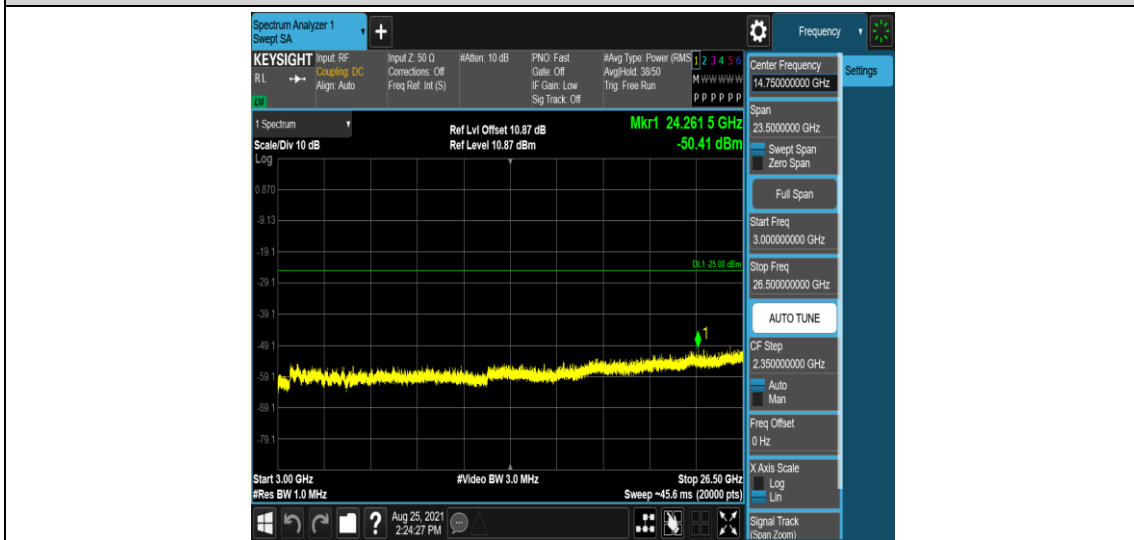 Spectrum Analyzer 1
Swept SA
Frequency
KEYSIGHT
RL
LXI
Input: RF
Coupling: DC
Align: Auto
Input Z: 50 Ω
Corrections: Off
Freq Ref: Int (S)
#Atten: 10 dB
PNO: Fast
Gate: Off
IF Gain: Low
Sig Track: Off
#Avg Type: Power (RMS
Avg|Hold: 38/50
Trig: Free Run
1 2 3 4 5 6
M W W W W W
P P P P P P
Center Frequency
14.750000000 GHz
Settings
1 Spectrum
Ref Lvl Offset 10.87 dB
Mkr1 24.261 5 GHz
Scale/Div 10 dB
Ref Level 10.87 dBm
-50.41 dBm
Log
0.870
-9.13
-19.1
-29.1
-39.1
-49.1
-59.1
-69.1
-79.1
DL1 -25.00 dBm
1
Start 3.00 GHz
#Video BW 3.0 MHz
Stop 26.50 GHz
#Res BW 1.0 MHz
Sweep ~45.6 ms (20000 pts)
Span
23.5000000 GHz
Swept Span
Zero Span
Full Span
Start Freq
3.000000000 GHz
Stop Freq
26.500000000 GHz
AUTO TUNE
CF Step
2.350000000 GHz
Auto
Man
Freq Offset
0 Hz
X Axis Scale
Log
Lin
Signal Track
(Span Zoom)
?
Aug 25, 2021
2:24:27 PM